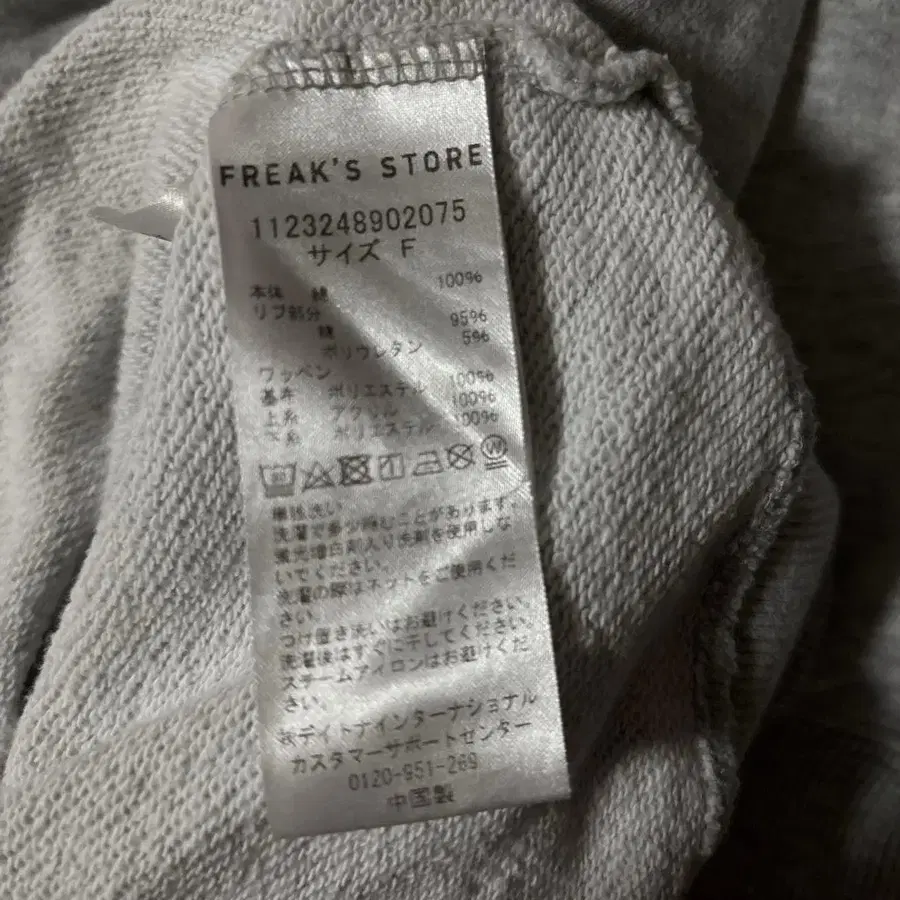 FREAK'S STORE
1123248902075
サイズ F
本体 綿 100%
リブ部分
綿 95%
ポリウレタン 5%
ワッペン
基布 ポリエステル 100%
上糸 アクリル 100%
下糸 ポリエステル 100%
W
単独洗い
洗濯で多少縮むことがあります。
蛍光増白剤入り洗剤を使用しな
いでください。
洗濯の際はネットをご使用くだ
さい。
つけ置き洗いはお避けください。
洗濯後はすぐに干してください。
スチームアイロンはお避けくだ
さい。
㈱デイトナインターナショナル
カスタマーサポートセンター
0120-951-269
中国製